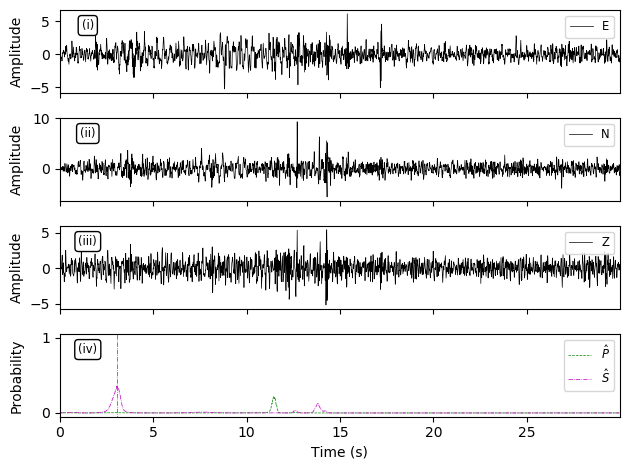 Amplitude
5
0
−5
(i)
E
Amplitude
10
0
(ii)
N
Amplitude
5
0
−5
(iii)
Z
Probability
1
0
(iv)
P̂
Ŝ
0 5 10 15 20 25
Time (s)